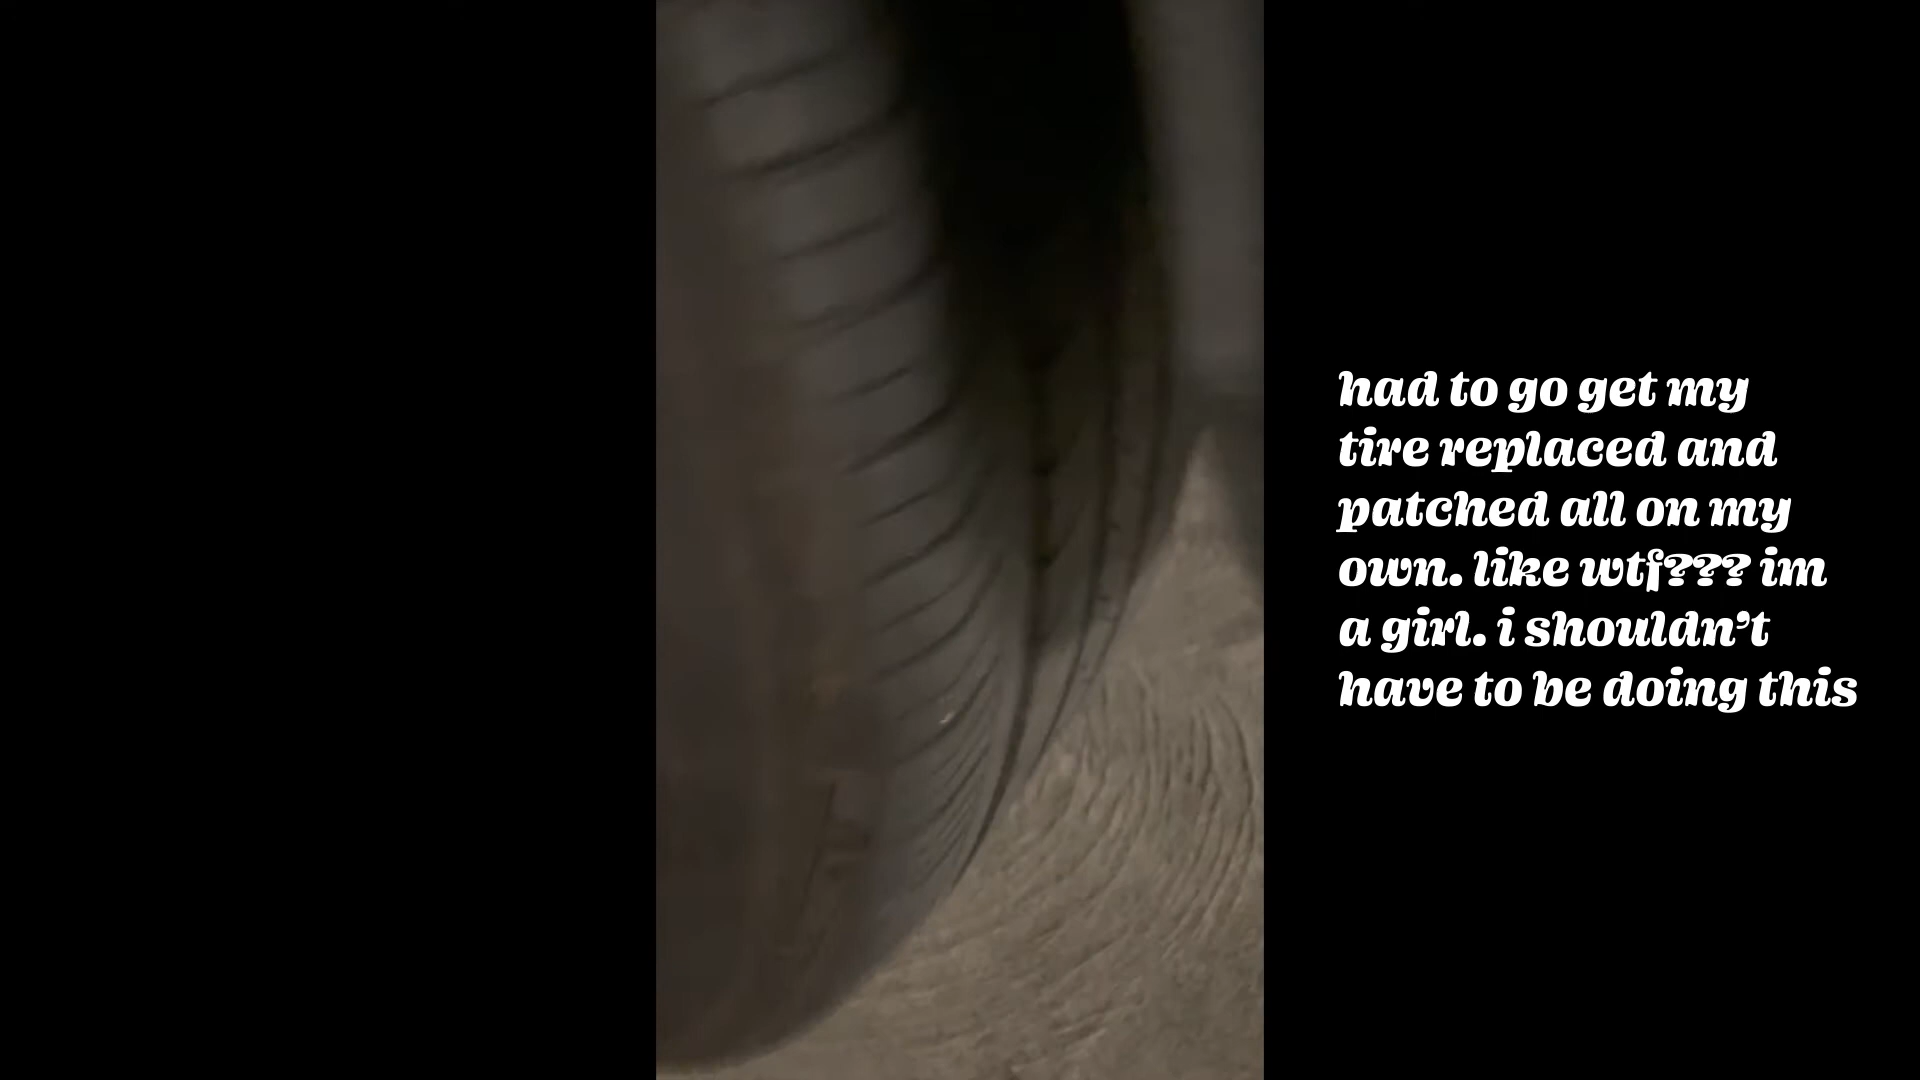 had to go get my
tire replaced and
patched all on my
own. like wtf??? im
a girl. i shouldn’t
have to be doing this